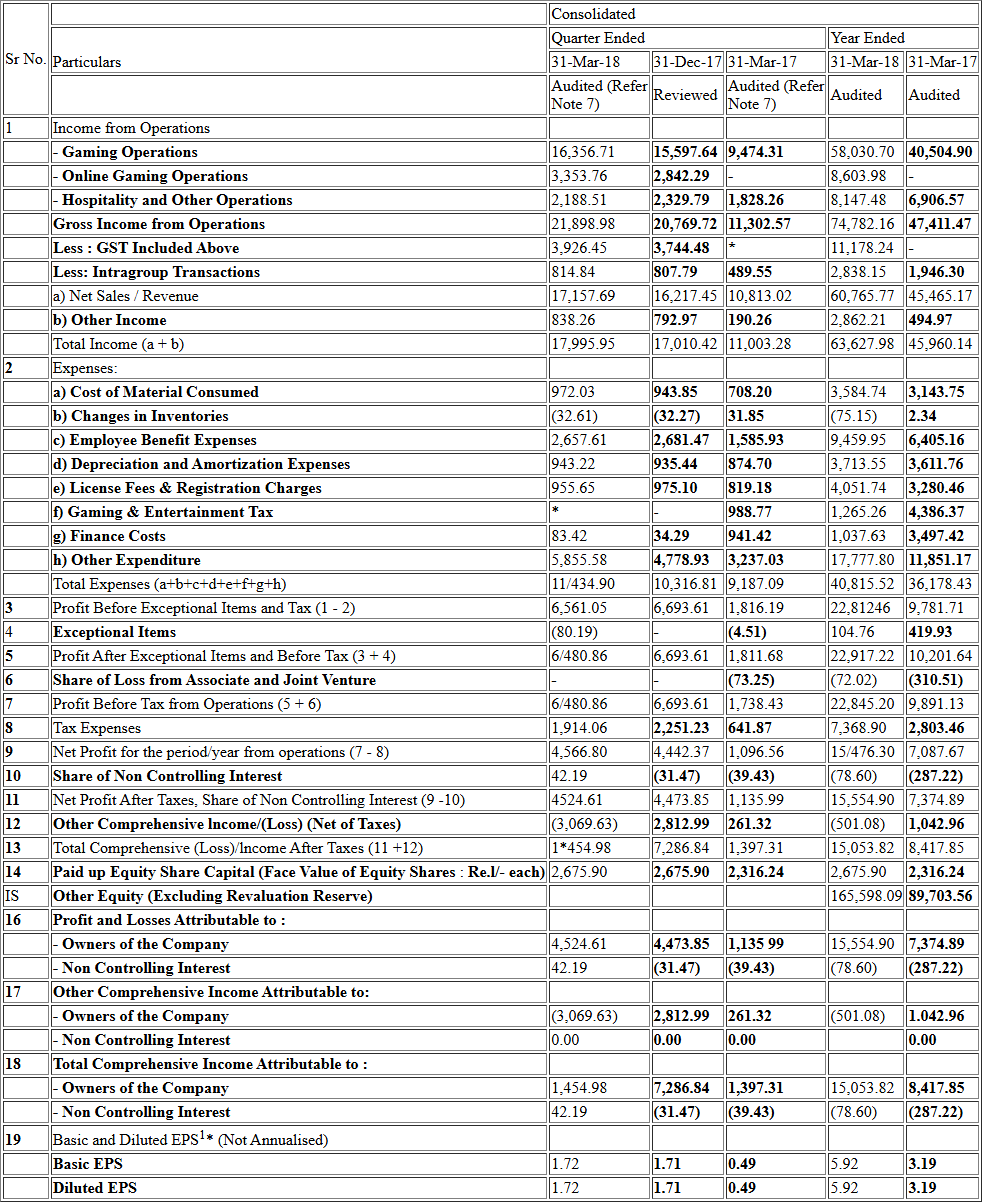 Consolidated
Sr No. Particulars Quarter Ended Year Ended
31-Mar-18 31-Dec-17 31-Mar-17 31-Mar-18 31-Mar-17
Audited (Refer Note 7) Reviewed Audited (Refer Note 7) Audited Audited
1 Income from Operations
- Gaming Operations 16,356.71 15,597.64 9,474.31 58,030.70 40,504.90
- Online Gaming Operations 3,353.76 2,842.29 - 8,603.98 -
- Hospitality and Other Operations 2,188.51 2,329.79 1,828.26 8,147.48 6,906.57
Gross Income from Operations 21,898.98 20,769.72 11,302.57 74,782.16 47,411.47
Less : GST Included Above 3,926.45 3,744.48 * 11,178.24 -
Less: Intragroup Transactions 814.84 807.79 489.55 2,838.15 1,946.30
a) Net Sales / Revenue 17,157.69 16,217.45 10,813.02 60,765.77 45,465.17
b) Other Income 838.26 792.97 190.26 2,862.21 494.97
Total Income (a + b) 17,995.95 17,010.42 11,003.28 63,627.98 45,960.14
2 Expenses:
a) Cost of Material Consumed 972.03 943.85 708.20 3,584.74 3,143.75
b) Changes in Inventories (32.61) (32.27) 31.85 (75.15) 2.34
c) Employee Benefit Expenses 2,657.61 2,681.47 1,585.93 9,459.95 6,405.16
d) Depreciation and Amortization Expenses 943.22 935.44 874.70 3,713.55 3,611.76
e) License Fees & Registration Charges 955.65 975.10 819.18 4,051.74 3,280.46
f) Gaming & Entertainment Tax * - 988.77 1,265.26 4,386.37
g) Finance Costs 83.42 34.29 941.42 1,037.63 3,497.42
h) Other Expenditure 5,855.58 4,778.93 3,237.03 17,777.80 11,851.17
Total Expenses (a+b+c+d+e+f+g+h) 11/434.90 10,316.81 9,187.09 40,815.52 36,178.43
3 Profit Before Exceptional Items and Tax (1 - 2) 6,561.05 6,693.61 1,816.19 22,81246 9,781.71
4 Exceptional Items (80.19) - (4.51) 104.76 419.93
5 Profit After Exceptional Items and Before Tax (3 + 4) 6/480.86 6,693.61 1,811.68 22,917.22 10,201.64
6 Share of Loss from Associate and Joint Venture - - (73.25) (72.02) (310.51)
7 Profit Before Tax from Operations (5 + 6) 6/480.86 6,693.61 1,738.43 22,845.20 9,891.13
8 Tax Expenses 1,914.06 2,251.23 641.87 7,368.90 2,803.46
9 Net Profit for the period/year from operations (7 - 8) 4,566.80 4,442.37 1,096.56 15/476.30 7,087.67
10 Share of Non Controlling Interest 42.19 (31.47) (39.43) (78.60) (287.22)
11 Net Profit After Taxes, Share of Non Controlling Interest (9 -10) 4524.61 4,473.85 1,135.99 15,554.90 7,374.89
12 Other Comprehensive lncome/(Loss) (Net of Taxes) (3,069.63) 2,812.99 261.32 (501.08) 1,042.96
13 Total Comprehensive (Loss)/lncome After Taxes (11 +12) 1*454.98 7,286.84 1,397.31 15,053.82 8,417.85
14 Paid up Equity Share Capital (Face Value of Equity Shares : Re.l/- each) 2,675.90 2,675.90 2,316.24 2,675.90 2,316.24
IS Other Equity (Excluding Revaluation Reserve) 165,598.09 89,703.56
16 Profit and Losses Attributable to :
- Owners of the Company 4,524.61 4,473.85 1,135 99 15,554.90 7,374.89
- Non Controlling Interest 42.19 (31.47) (39.43) (78.60) (287.22)
17 Other Comprehensive Income Attributable to:
- Owners of the Company (3,069.63) 2,812.99 261.32 (501.08) 1.042.96
- Non Controlling Interest 0.00 0.00 0.00 0.00
18 Total Comprehensive Income Attributable to :
- Owners of the Company 1,454.98 7,286.84 1,397.31 15,053.82 8,417.85
- Non Controlling Interest 42.19 (31.47) (39.43) (78.60) (287.22)
19 Basic and Diluted EPS1* (Not Annualised)
Basic EPS 1.72 1.71 0.49 5.92 3.19
Diluted EPS 1.72 1.71 0.49 5.92 3.19